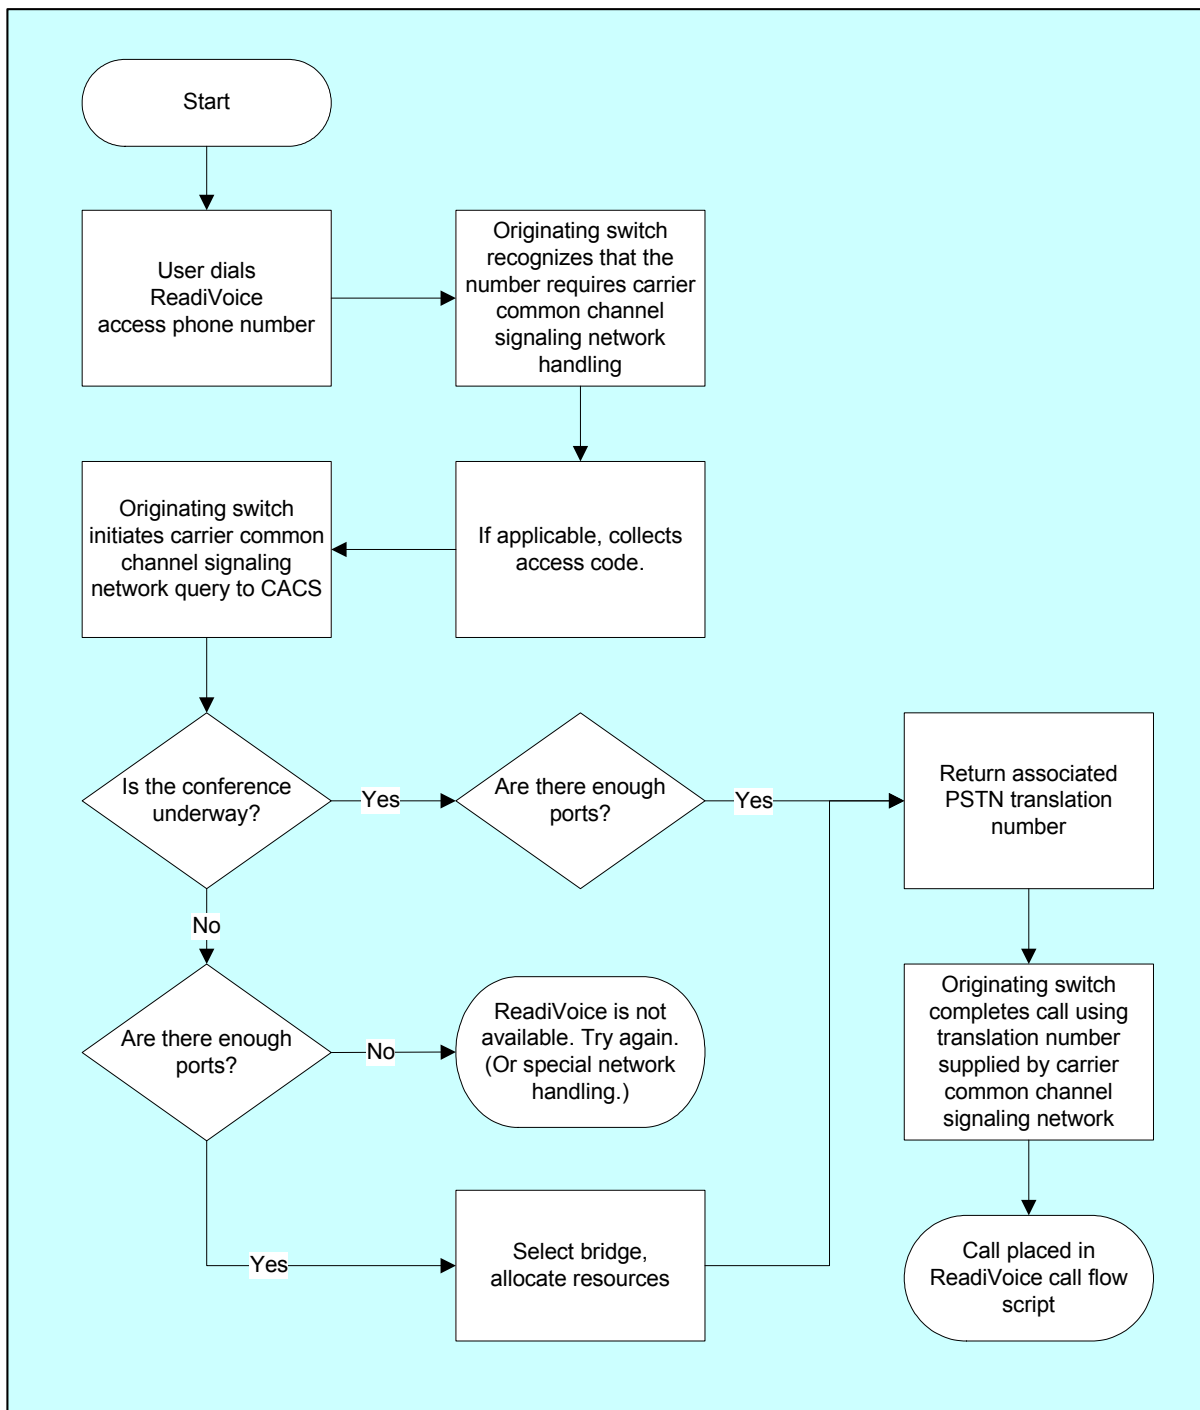 Start
User dials
ReadiVoice
access phone number
Originating switch
recognizes that the
number requires carrier
common channel
signaling network
handling
Originating switch
initiates carrier common
channel signaling
network query to CACS
If applicable, collects
access code.
Is the conference
underway?
Yes
Are there enough
ports?
Yes
Return associated
PSTN translation
number
No
Are there enough
ports?
No
ReadiVoice is not
available. Try again.
(Or special network
handling.)
Originating switch
completes call using
translation number
supplied by carrier
common channel
signaling network
Yes
Select bridge,
allocate resources
Call placed in
ReadiVoice call flow
script